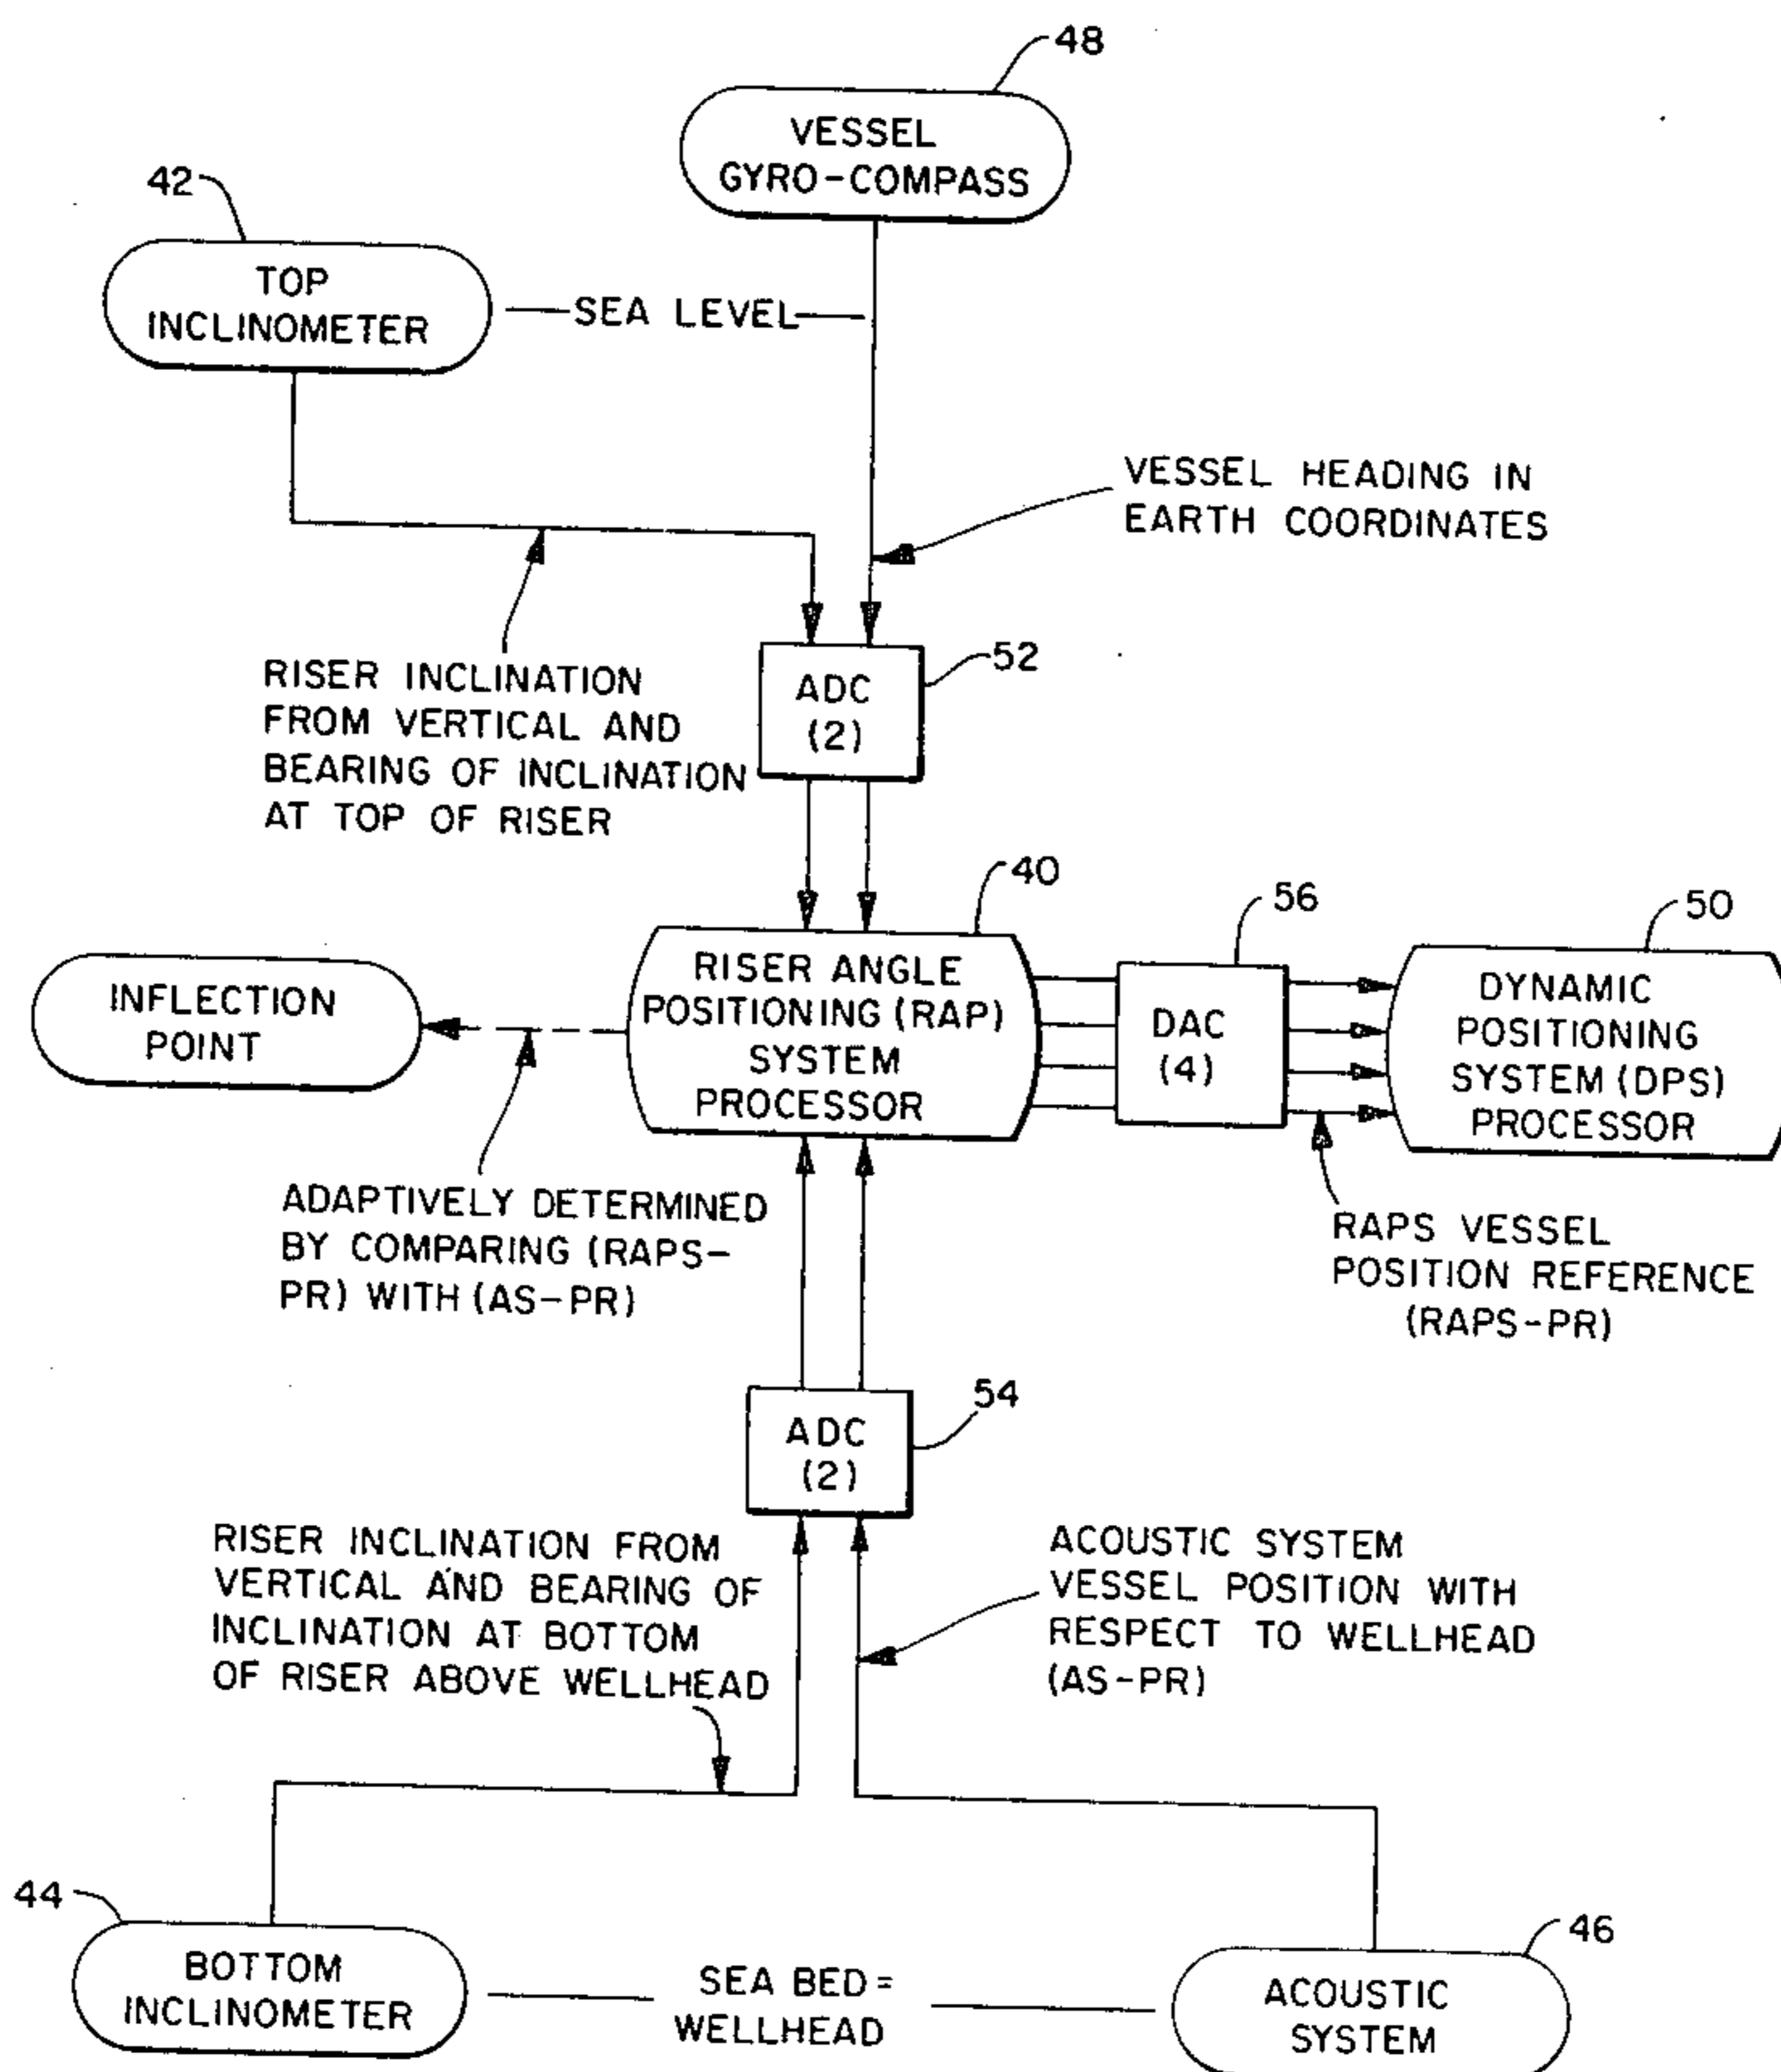 48
VESSEL
GYRO-COMPASS
42
TOP
INCLINOMETER
SEA LEVEL
VESSEL HEADING IN
EARTH COORDINATES
RISER INCLINATION
FROM VERTICAL AND
BEARING OF INCLINATION
AT TOP OF RISER
52
ADC
(2)
40
RISER ANGLE
POSITIONING (RAP)
SYSTEM
PROCESSOR
56
DAC
(4)
50
DYNAMIC
POSITIONING
SYSTEM (DPS)
PROCESSOR
INFLECTION
POINT
ADAPTIVELY DETERMINED
BY COMPARING (RAPS-
PR) WITH (AS-PR)
RAPS VESSEL
POSITION REFERENCE
(RAPS-PR)
54
ADC
(2)
RISER INCLINATION FROM
VERTICAL AND BEARING OF
INCLINATION AT BOTTOM
OF RISER ABOVE WELLHEAD
ACOUSTIC SYSTEM
VESSEL POSITION WITH
RESPECT TO WELLHEAD
(AS-PR)
44
BOTTOM
INCLINOMETER
SEA BED =
WELLHEAD
46
ACOUSTIC
SYSTEM